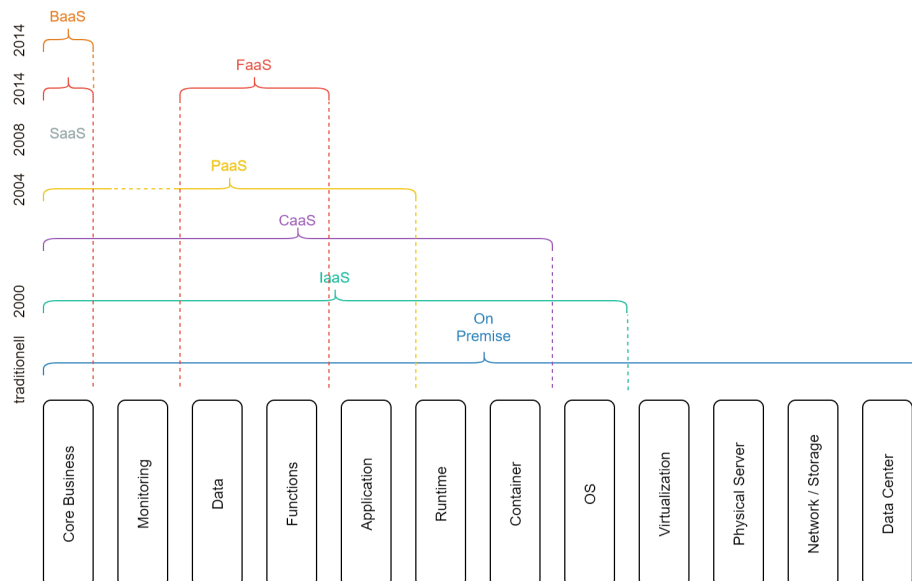 BaaS
2014
FaaS
2014
SaaS
2008
PaaS
2004
CaaS
IaaS
2000
On
Premise
traditionell
Core Business
Monitoring
Data
Functions
Application
Runtime
Container
OS
Virtualization
Physical Server
Network / Storage
Data Center